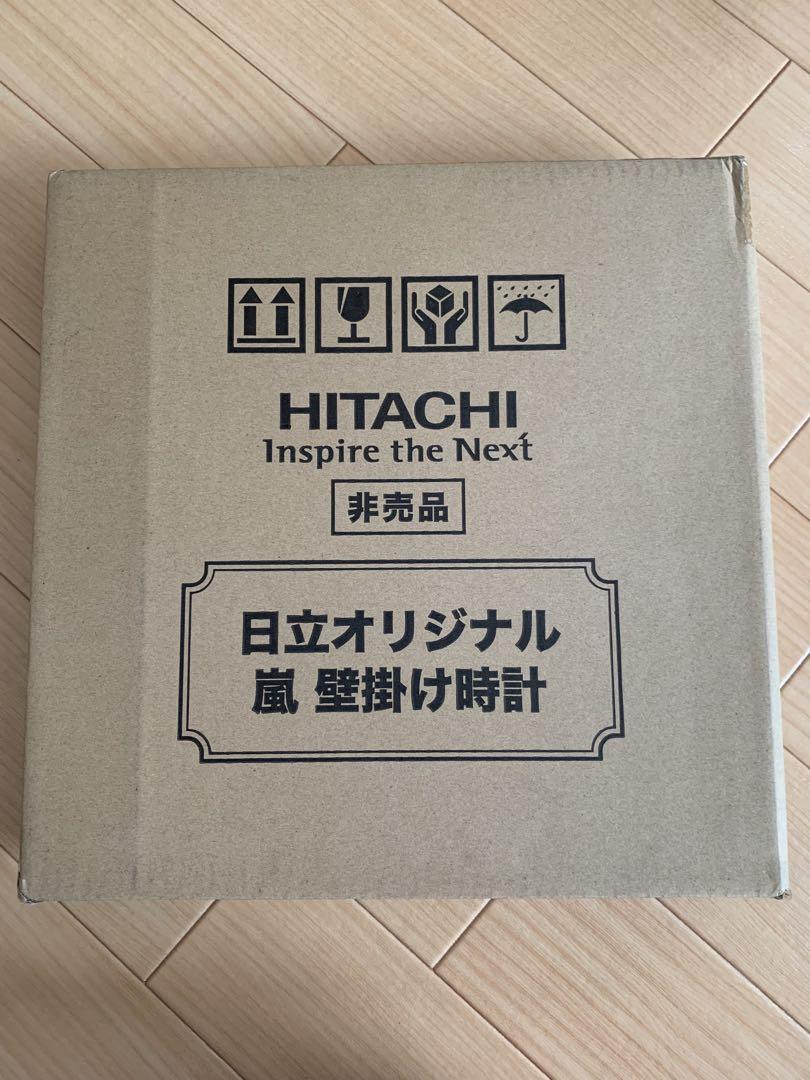 HITACHI
Inspire the Next
非売品
日立オリジナル
嵐 壁掛け時計